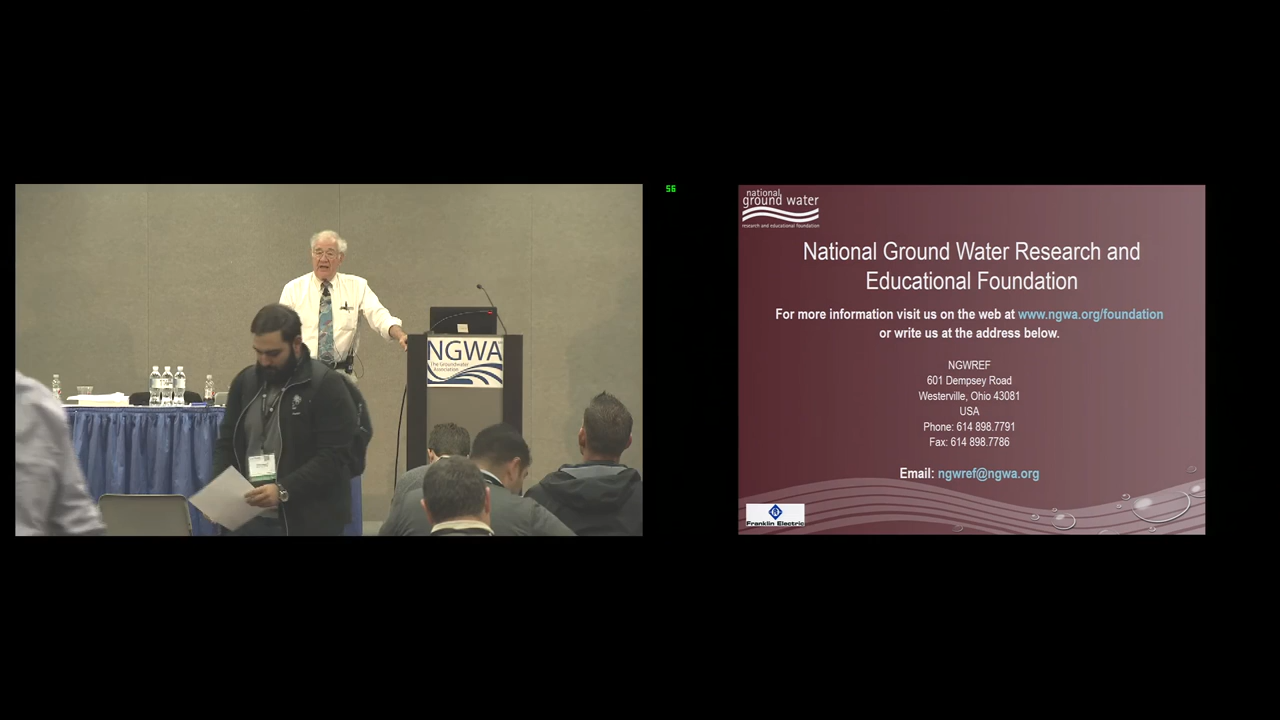 NGWA
The Groundwater
Association
56
national
ground water
research and educational foundation
National Ground Water Research and
Educational Foundation
For more information visit us on the web at www.ngwa.org/foundation
or write us at the address below.
NGWREF
601 Dempsey Road
Westerville, Ohio 43081
USA
Phone: 614 898.7791
Fax: 614 898.7786
Email: ngwref@ngwa.org
Franklin Electric